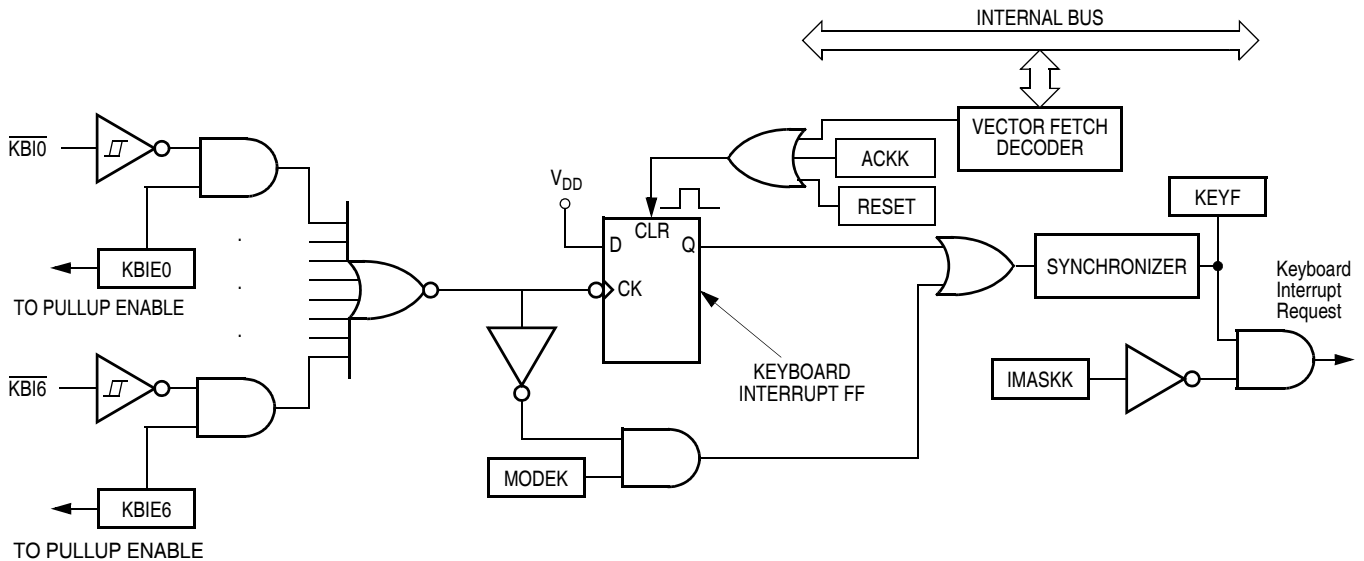 INTERNAL BUS
KBI0
KBIE0
TO PULLUP ENABLE
KBI6
KBIE6
TO PULLUP ENABLE
VDD
D
CLR
Q
CK
KEYBOARD
INTERRUPT FF
MODEK
ACKK
RESET
VECTOR FETCH
DECODER
SYNCHRONIZER
KEYF
IMASKK
Keyboard
Interrupt
Request